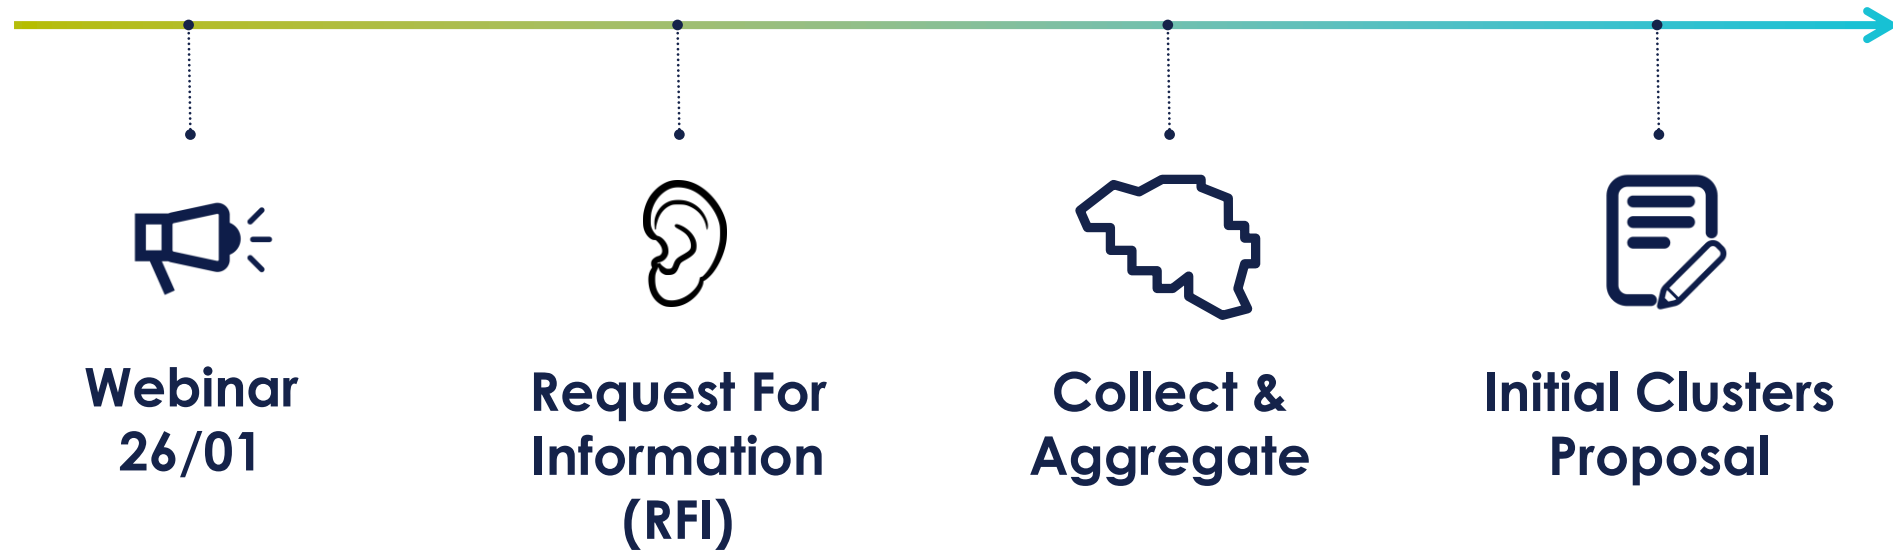 Webinar
26/01
Request For
Information
(RFI)
Collect &
Aggregate
Initial Clusters
Proposal